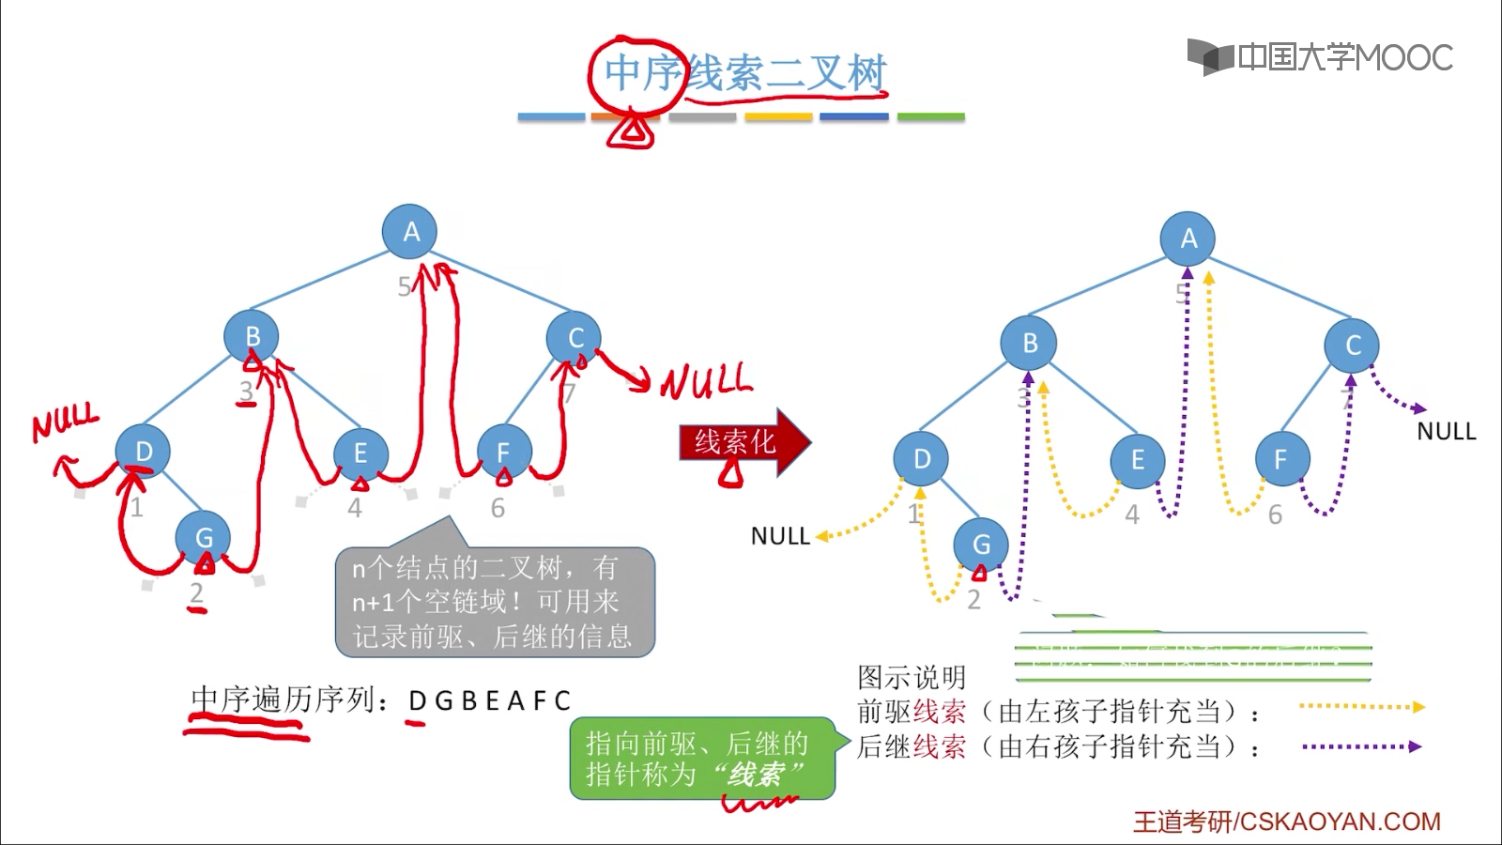 中序线索二叉树
中国大学MOOC
A
5
B
3
C
7
NULL
NULL
D
1
E
4
F
6
G
2
n个结点的二叉树，有
n+1个空链域！可用来
记录前驱、后继的信息
中序遍历序列：D G B E A F C
线索化
A
5
B
3
C
7
NULL
D
1
E
4
F
6
NULL
G
2
指向前驱、后继的
指针称为“线索”
图示说明
前驱线索（由左孩子指针充当）：
后继线索（由右孩子指针充当）：
王道考研/CSKAOYAN.COM